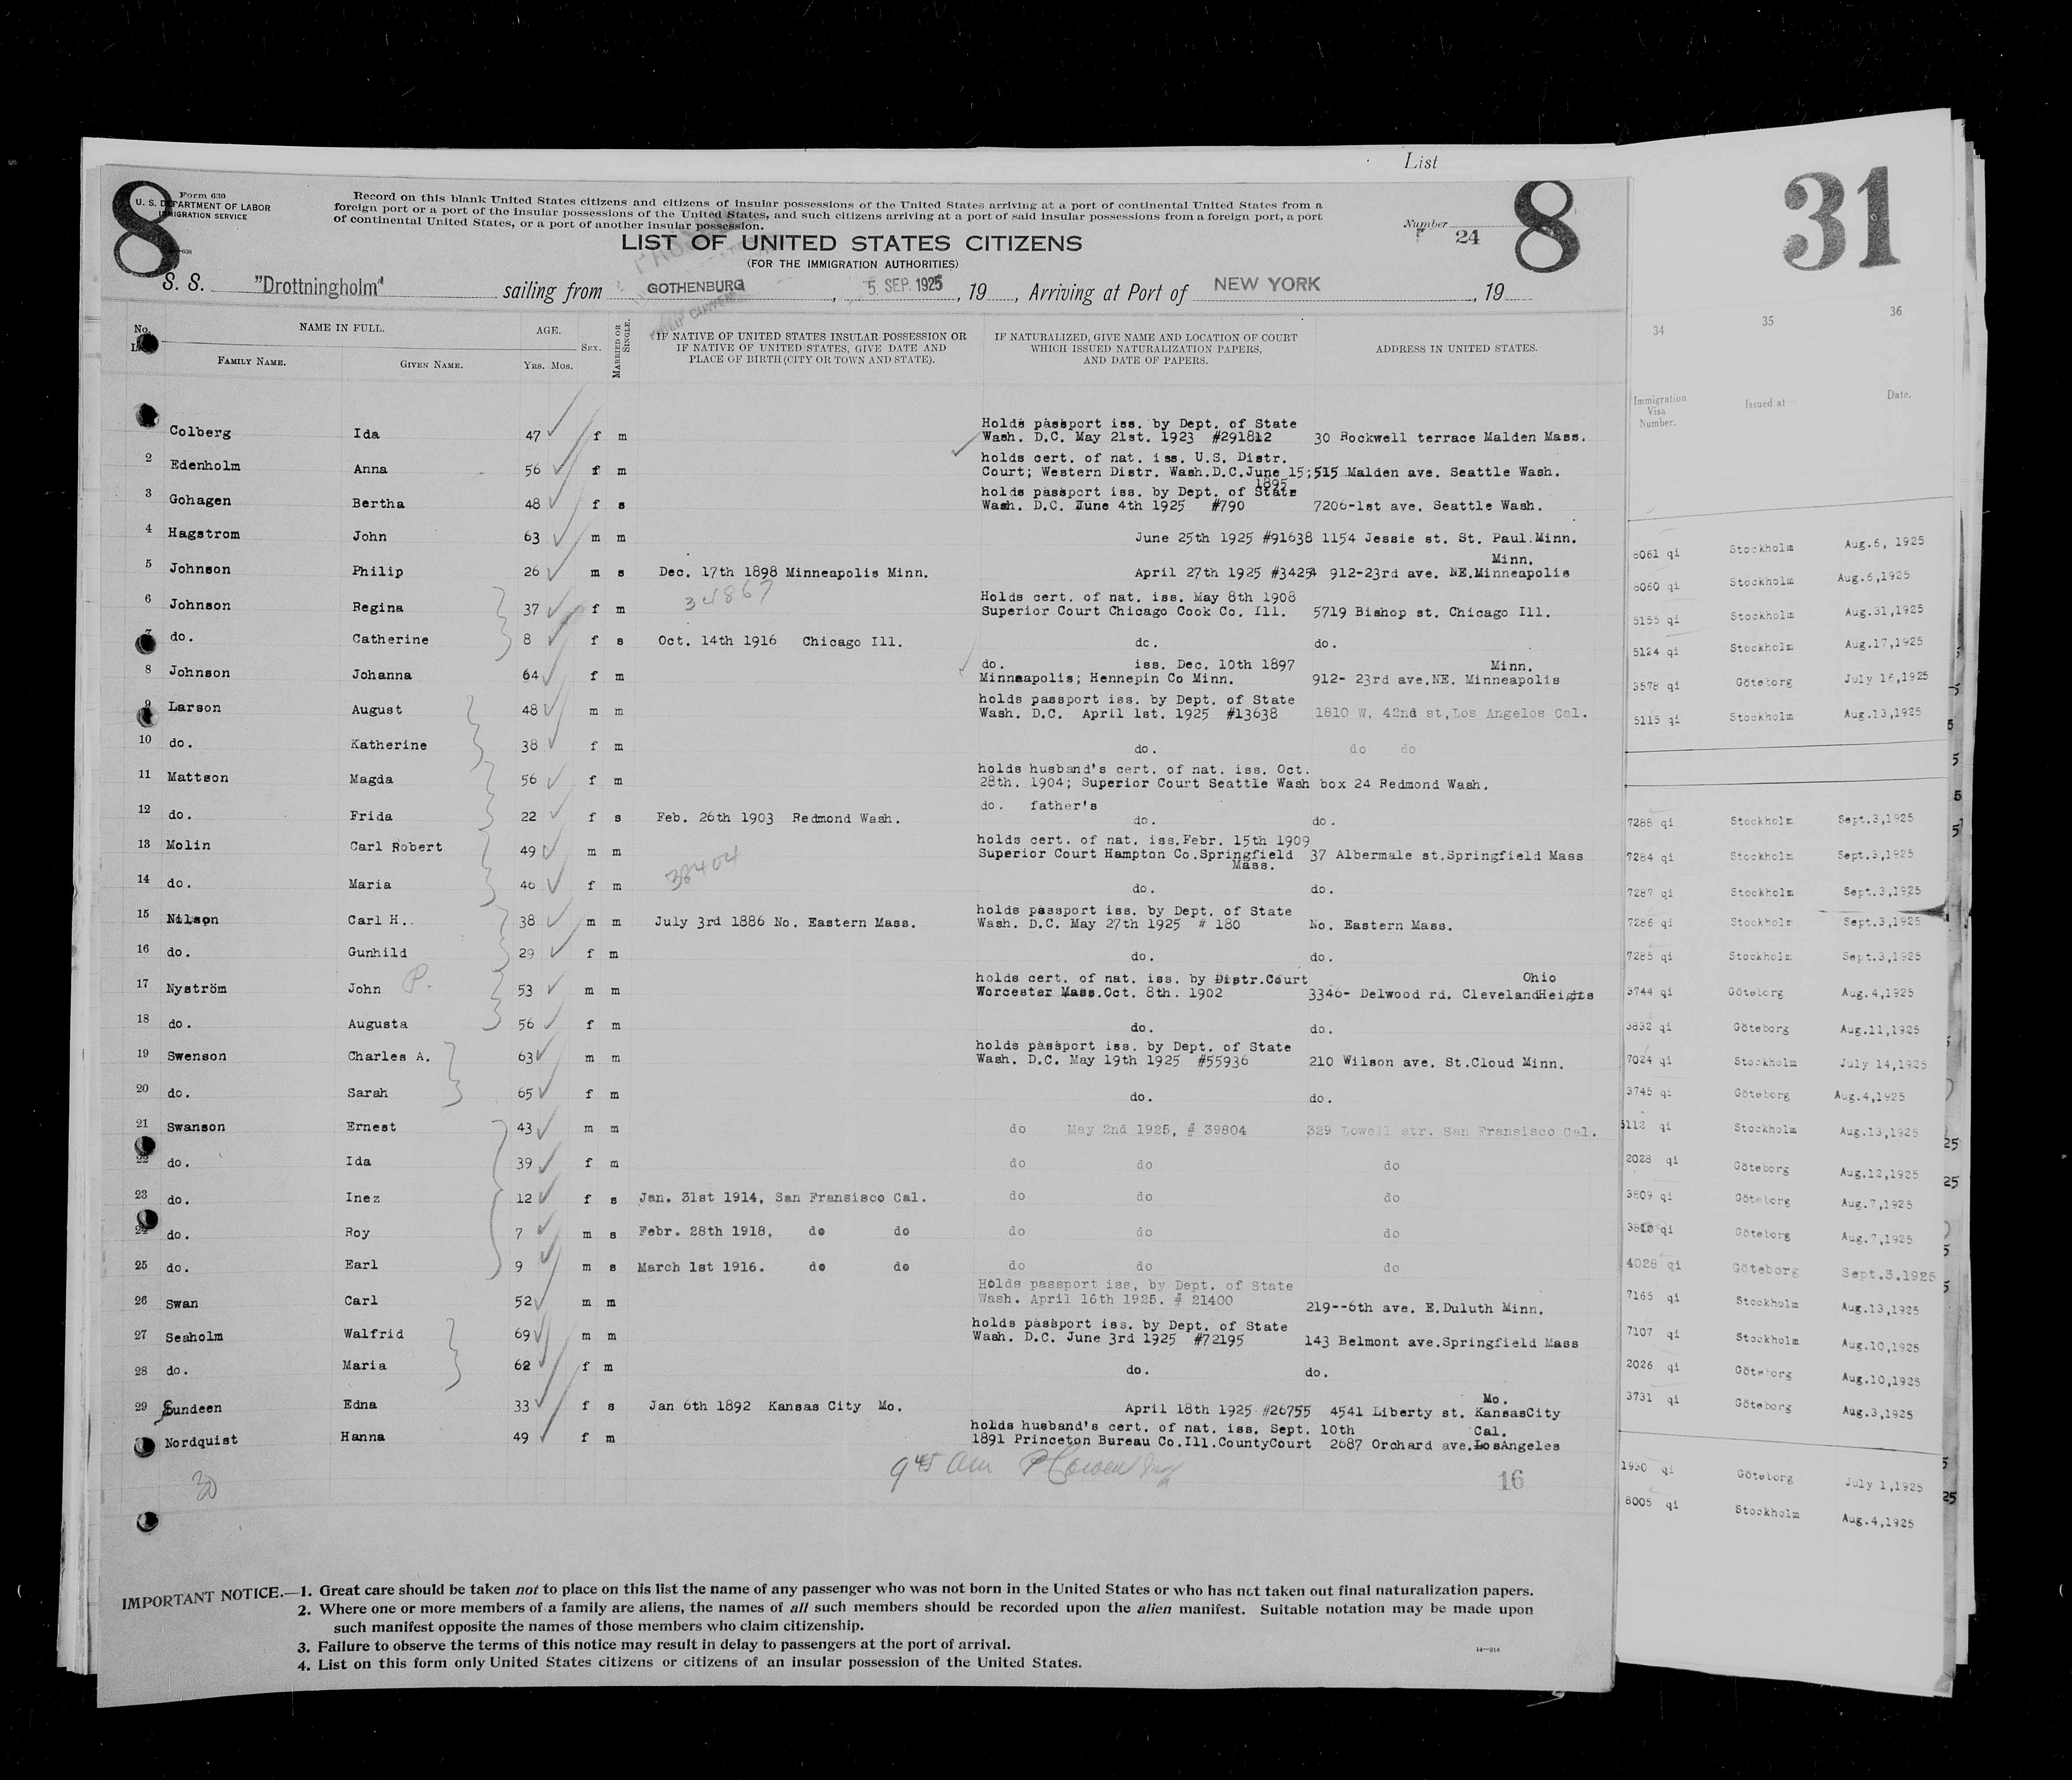 List
8
Form 630
U. S. DEPARTMENT OF LABOR
IMMIGRATION SERVICE
Record on this blank United States citizens and citizens of insular possessions of the United States arriving at a port of continental United States from a
foreign port or a port of the insular possessions of the United States, and such citizens arriving at a port of said insular possessions from a foreign port, a port
of continental United States, or a port of another insular possession.
Number 24
8
31
LIST OF UNITED STATES CITIZENS
(FOR THE IMMIGRATION AUTHORITIES)
S. S. "Drottningholm" sailing from GOTHENBURG, 5 SEP. 1925, 19, Arriving at Port of NEW YORK, 19
No. NAME IN FULL. AGE. SEX. MARRIED OR SINGLE. IF NATIVE OF UNITED STATES INSULAR POSSESSION OR IF NATIVE OF UNITED STATES, GIVE DATE AND PLACE OF BIRTH (CITY OR TOWN AND STATE). IF NATURALIZED, GIVE NAME AND LOCATION OF COURT WHICH ISSUED NATURALIZATION PAPERS, AND DATE OF PAPERS. ADDRESS IN UNITED STATES.
FAMILY NAME. GIVEN NAME. YRS. MOS.
Colberg Ida 47 f m Holds passport iss. by Dept. of State
Wash. D.C. May 21st. 1923 #291812 30 Rockwell terrace Malden Mass.
2 Edenholm Anna 56 f m holds cert. of nat. iss. U.S. Distr.
Court; Western Distr. Wash.D.C.June 15; 1895 515 Malden ave. Seattle Wash.
3 Gohagen Bertha 48 f s holds passport iss. by Dept. of State
Wash. D.C. June 4th 1925 #790 7206-1st ave. Seattle Wash.
4 Hagstrom John 63 m m June 25th 1925 #91638 1154 Jessie st. St. Paul.Minn.
5 Johnson Philip 26 m s Dec. 17th 1898 Minneapolis Minn. April 27th 1925 #34254 912-23rd ave. NE.Minneapolis Minn.
34867
6 Johnson Regina 37 f m Holds cert. of nat. iss. May 8th 1908
Superior Court Chicago Cook Co. Ill. 5719 Bishop st. Chicago Ill.
7 do. Catherine 8 f s Oct. 14th 1916 Chicago Ill. do. do.
8 Johnson Johanna 64 f m do. iss. Dec. 10th 1897
Minneapolis; Hennepin Co Minn. 912- 23rd ave.NE. Minneapolis Minn.
9 Larson August 48 m m holds passport iss. by Dept. of State
Wash. D.C. April 1st. 1925 #13638 1810 W. 42nd st,Los Angelos Cal.
10 do. Katherine 38 f m do. do do
11 Mattson Magda 56 f m holds husband's cert. of nat. iss. Oct.
28th. 1904; Superior Court Seattle Wash box 24 Redmond Wash.
12 do. Frida 22 f s Feb. 26th 1903 Redmond Wash. do. father's do. do.
13 Molin Carl Robert 49 m m holds cert. of nat. iss.Febr. 15th 1909
Superior Court Hampton Co.Springfield Mass. 37 Albermale st.Springfield Mass
38404
14 do. Maria 46 f m do. do.
15 Nilson Carl H.. 38 m m July 3rd 1886 No. Eastern Mass. holds passport iss. by Dept. of State
Wash. D.C. May 27th 1925 # 180 No. Eastern Mass.
16 do. Gunhild 29 f m do. do.
17 Nyström John P. 53 m m holds cert. of nat. iss. by Distr.Court
Worcester Mass.Oct. 8th. 1902 3346- Delwood rd. ClevelandHeights Ohio
18 do. Augusta 56 f m do. do.
19 Swenson Charles A. 63 m m holds passport iss. by Dept. of State
Wash. D.C. May 19th 1925 #55936 210 Wilson ave. St.Cloud Minn.
20 do. Sarah 65 f m do. do.
21 Swanson Ernest 43 m m do May 2nd 1925, # 39804 329 Lowell str. San Fransisco Cal.
22 do. Ida 39 f m do do do
23 do. Inez 12 f s Jan. 31st 1914, San Fransisco Cal. do do do
24 do. Roy 7 m s Febr. 28th 1918, do do do do do
25 do. Earl 9 m s March 1st 1916. do do do do do
26 Swan Carl 52 m m Holds passport iss, by Dept. of State
Wash. April 16th 1925. # 21400 219--6th ave. E.Duluth Minn.
27 Seaholm Walfrid 69 m m holds passport iss. by Dept. of State
Wash. D.C. June 3rd 1925 #72195 143 Belmont ave.Springfield Mass
28 do. Maria 62 f m do. do.
29 Sundeen Edna 33 f s Jan 6th 1892 Kansas City Mo. April 18th 1925 #26755 4541 Liberty st. KansasCity Mo.
Nordquist Hanna 49 f m holds husband's cert. of nat. iss. Sept. 10th
1891 Princeton Bureau Co.Ill.CountyCourt 2687 Orchard ave.LosAngeles Cal.
30
9 45 am
16
IMPORTANT NOTICE.—1. Great care should be taken not to place on this list the name of any passenger who was not born in the United States or who has not taken out final naturalization papers.
2. Where one or more members of a family are aliens, the names of all such members should be recorded upon the alien manifest. Suitable notation may be made upon
such manifest opposite the names of those members who claim citizenship.
3. Failure to observe the terms of this notice may result in delay to passengers at the port of arrival.
4. List on this form only United States citizens or citizens of an insular possession of the United States.
14—218
34 35 36
Immigration Visa Number. Issued at Date.
8061 qi Stockholm Aug.6, 1925
8060 qi Stockholm Aug.6,1925
5155 qi Stockholm Aug.31,1925
5124 qi Stockholm Aug.17,1925
3578 qi Göteborg July 16,1925
5115 qi Stockholm Aug.13,1925
7288 qi Stockholm Sept.3,1925
7284 qi Stockholm Sept.3,1925
7287 qi Stockholm Sept.3,1925
7286 qi Stockholm Sept.3,1925
7285 qi Stockholm Sept.3,1925
3744 qi Göteborg Aug.4,1925
3832 qi Göteborg Aug.11,1925
7024 qi Stockholm July 14,1925
3745 qi Göteborg Aug.4,1925
5112 qi Stockholm Aug.13,1925
2028 qi Göteborg Aug.12,1925
3809 qi Göteborg Aug.7,1925
3810 qi Göteborg Aug.7,1925
4028 qi Göteborg Sept.3.1925
7165 qi Stockholm Aug.13,1925
7107 qi Stockholm Aug.10,1925
2026 qi Göteborg Aug.10,1925
3731 qi Göteborg Aug.3,1925
1930 qi Göteborg July 1,1925
8005 qi Stockholm Aug.4,1925